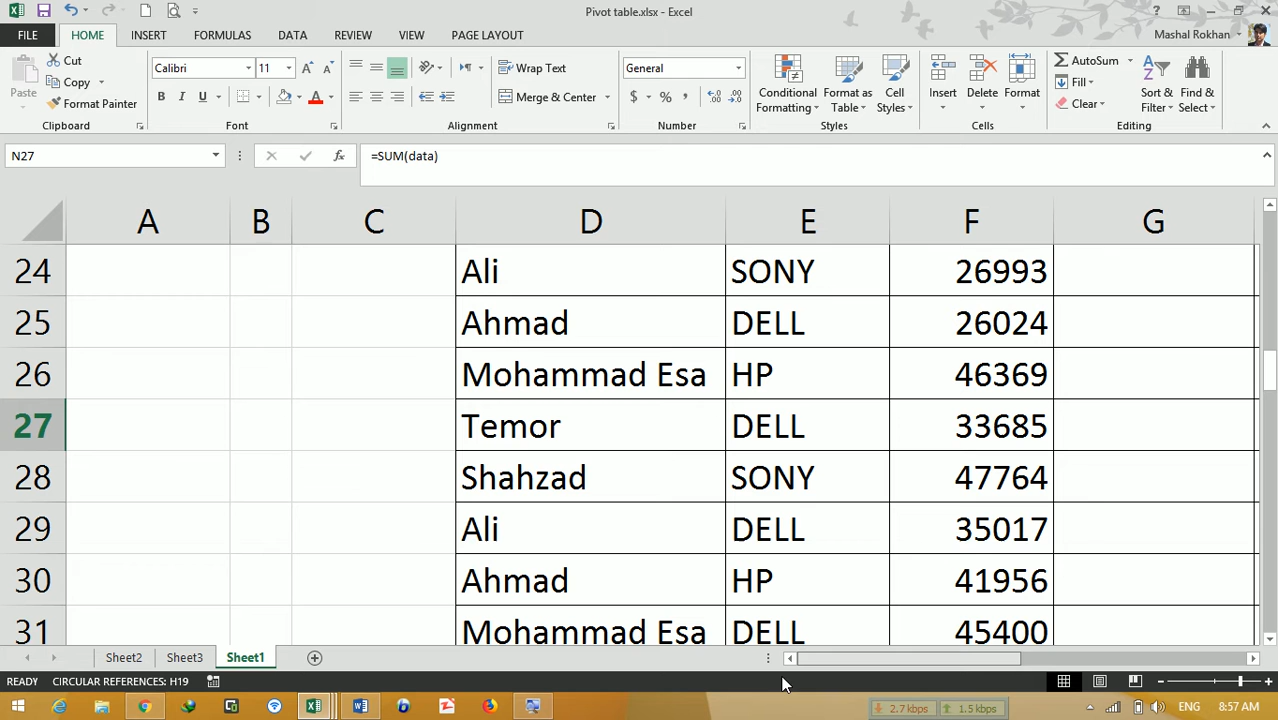 Pivot table.xlsx - Excel
FILE HOME INSERT FORMULAS DATA REVIEW VIEW PAGE LAYOUT Mashal Rokhan
Paste Cut Copy Format Painter
Calibri 11
B I U A
Wrap Text
Merge & Center
General
$ % ,
Conditional Formatting Format as Table Cell Styles
Insert Delete Format
AutoSum Fill Clear
Sort & Filter Find & Select
Clipboard Font Alignment Number Styles Cells Editing
N27 fx =SUM(data)
A B C D E F G
24 Ali SONY 26993
25 Ahmad DELL 26024
26 Mohammad Esa HP 46369
27 Temor DELL 33685
28 Shahzad SONY 47764
29 Ali DELL 35017
30 Ahmad HP 41956
31 Mohammad Esa DELL 45400
Sheet2 Sheet3 Sheet1
READY CIRCULAR REFERENCES: H19
2.7 kbps 1.5 kbps ENG 8:57 AM